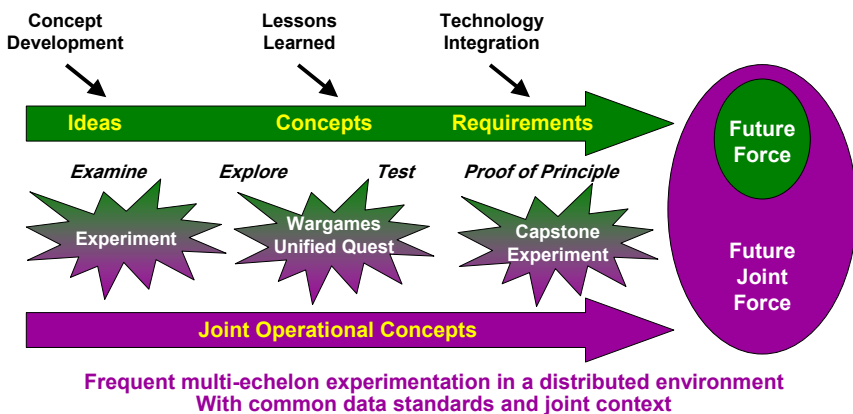 Concept
Development
Lessons
Learned
Technology
Integration
Ideas
Concepts
Requirements
Future
Force
Examine
Explore
Test
Proof of Principle
Experiment
Wargames
Unified Quest
Capstone
Experiment
Future
Joint
Force
Joint Operational Concepts
Frequent multi-echelon experimentation in a distributed environment
With common data standards and joint context